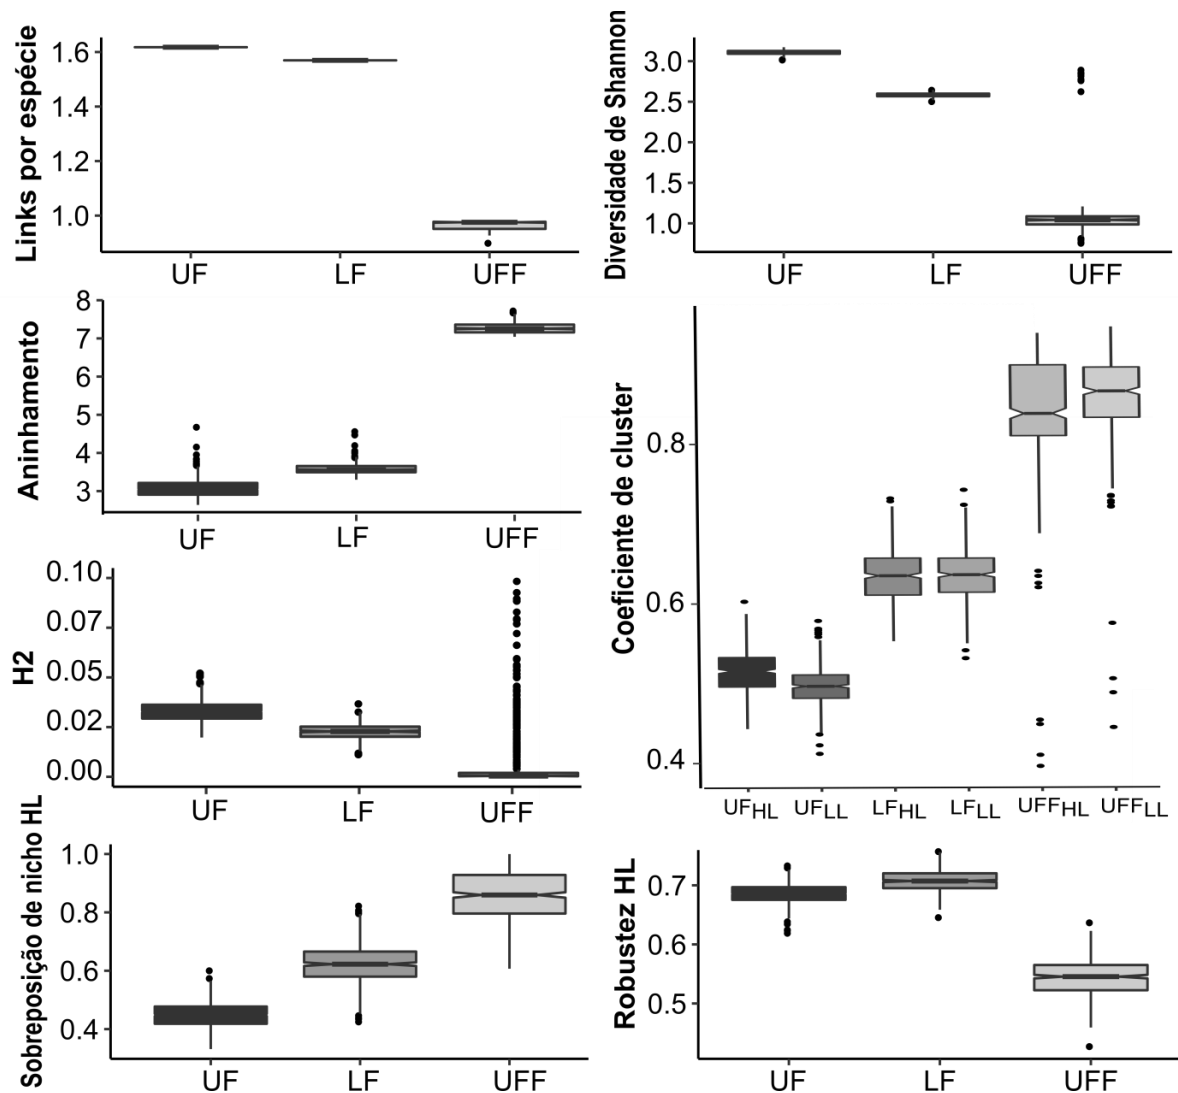 Links por espécie
1.6
1.4
1.2
1.0
UF LF UFF
Diversidade de Shannon
3.0
2.5
2.0
1.5
1.0
UF LF UFF
Aninhamento
8
7
6
5
4
3
UF LF UFF
Coeficiente de cluster
0.8
0.6
0.4
UFHL UFLL LFHL LFLL UFFHL UFFLL
H2
0.10
0.07
0.05
0.02
0.00
UF LF UFF
Sobreposição de nicho HL
1.0
0.8
0.6
0.4
UF LF UFF
Robustez HL
0.7
0.6
0.5
UF LF UFF